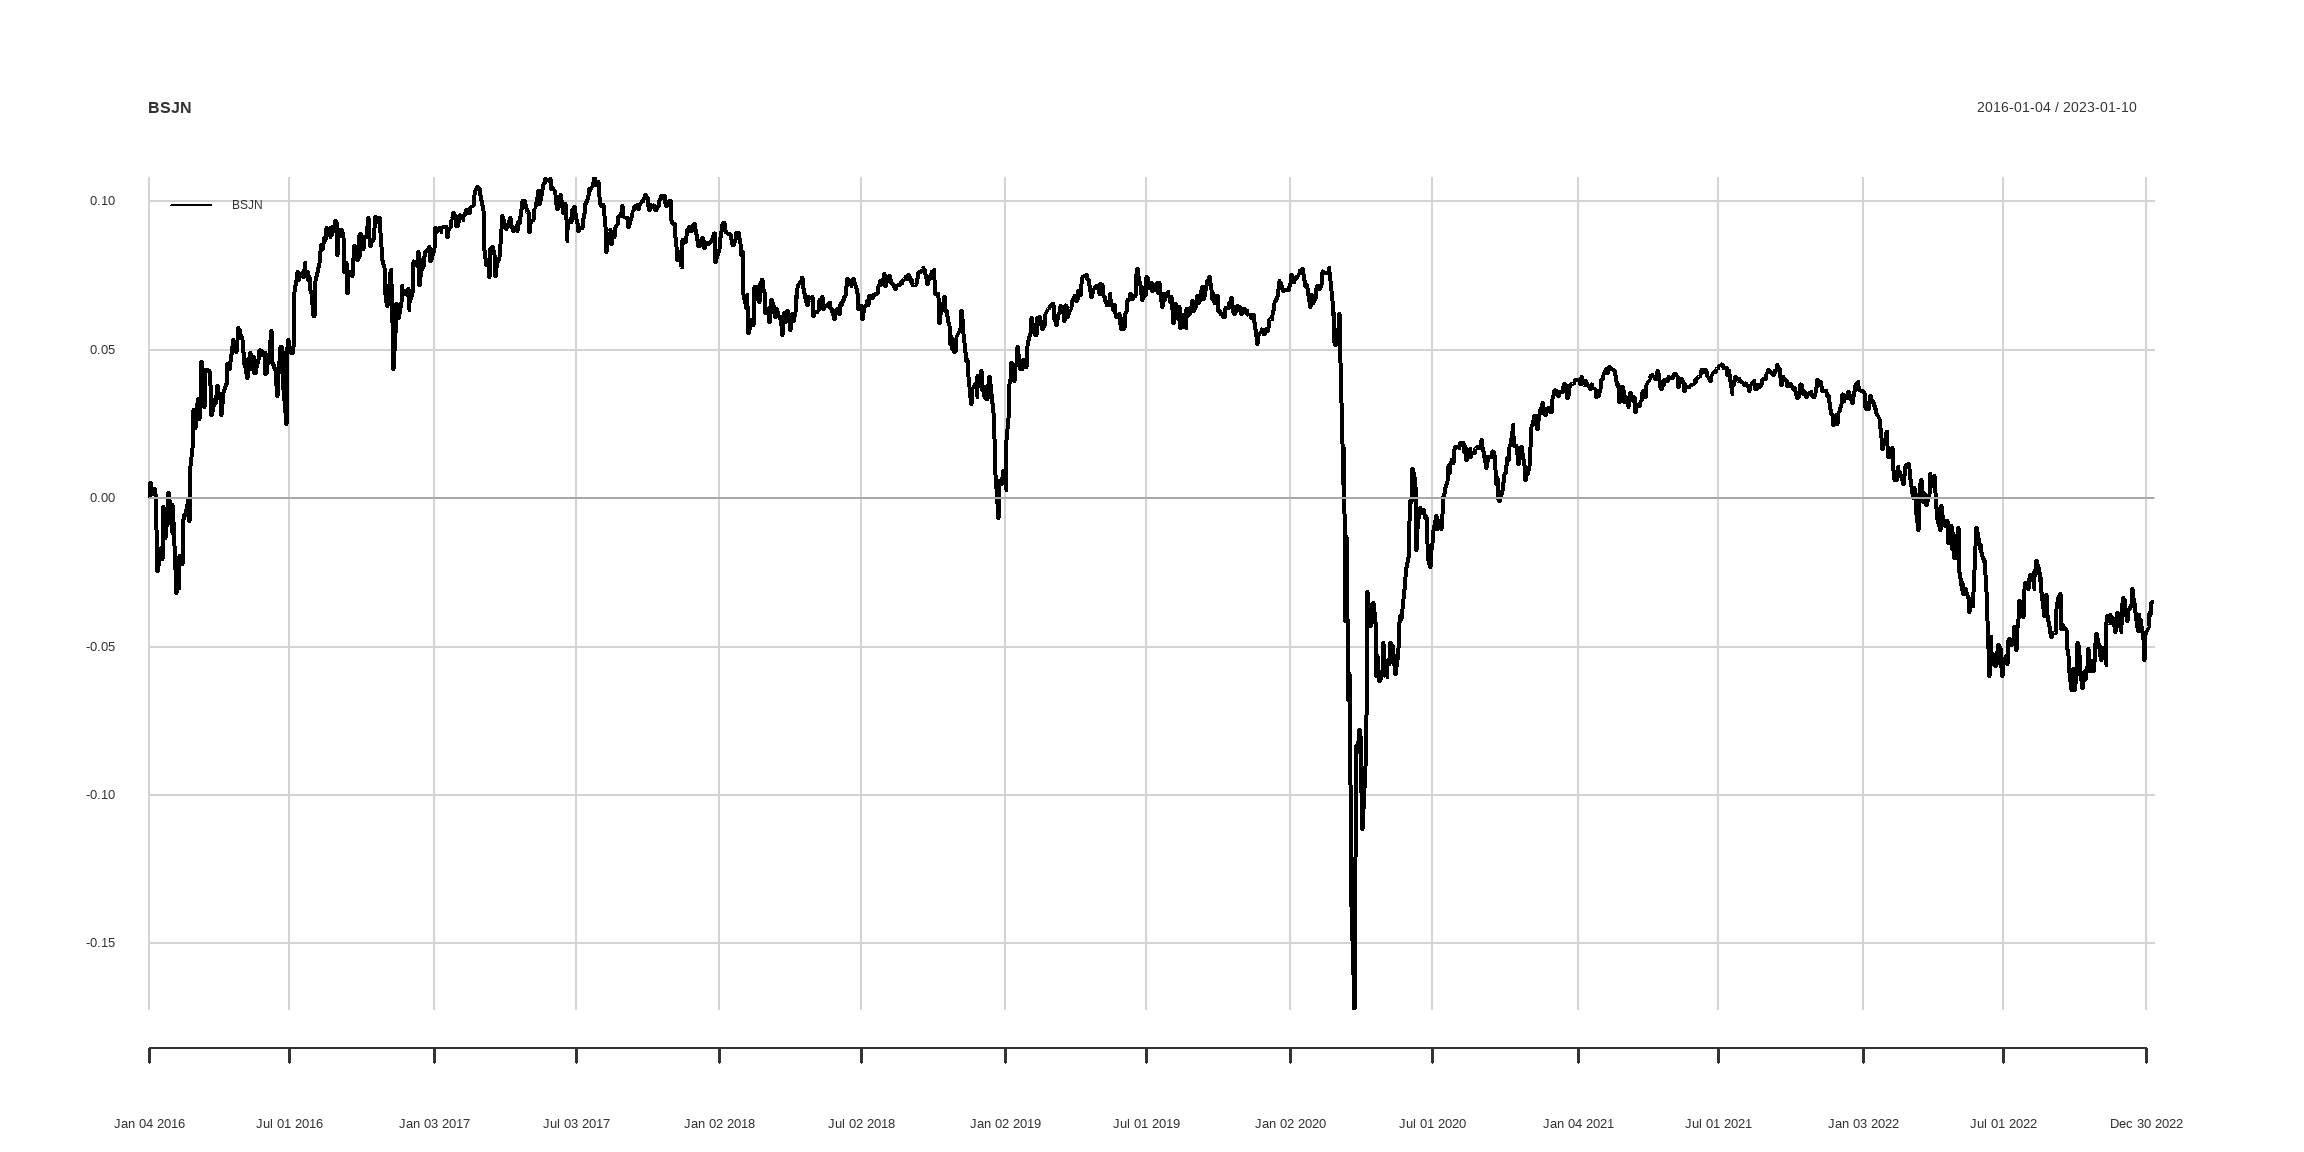 BSJN
2016-01-04 / 2023-01-10
BSJN
0.10
0.05
0.00
-0.05
-0.10
-0.15
Jan 04 2016
Jul 01 2016
Jan 03 2017
Jul 03 2017
Jan 02 2018
Jul 02 2018
Jan 02 2019
Jul 01 2019
Jan 02 2020
Jul 01 2020
Jan 04 2021
Jul 01 2021
Jan 03 2022
Jul 01 2022
Dec 30 2022